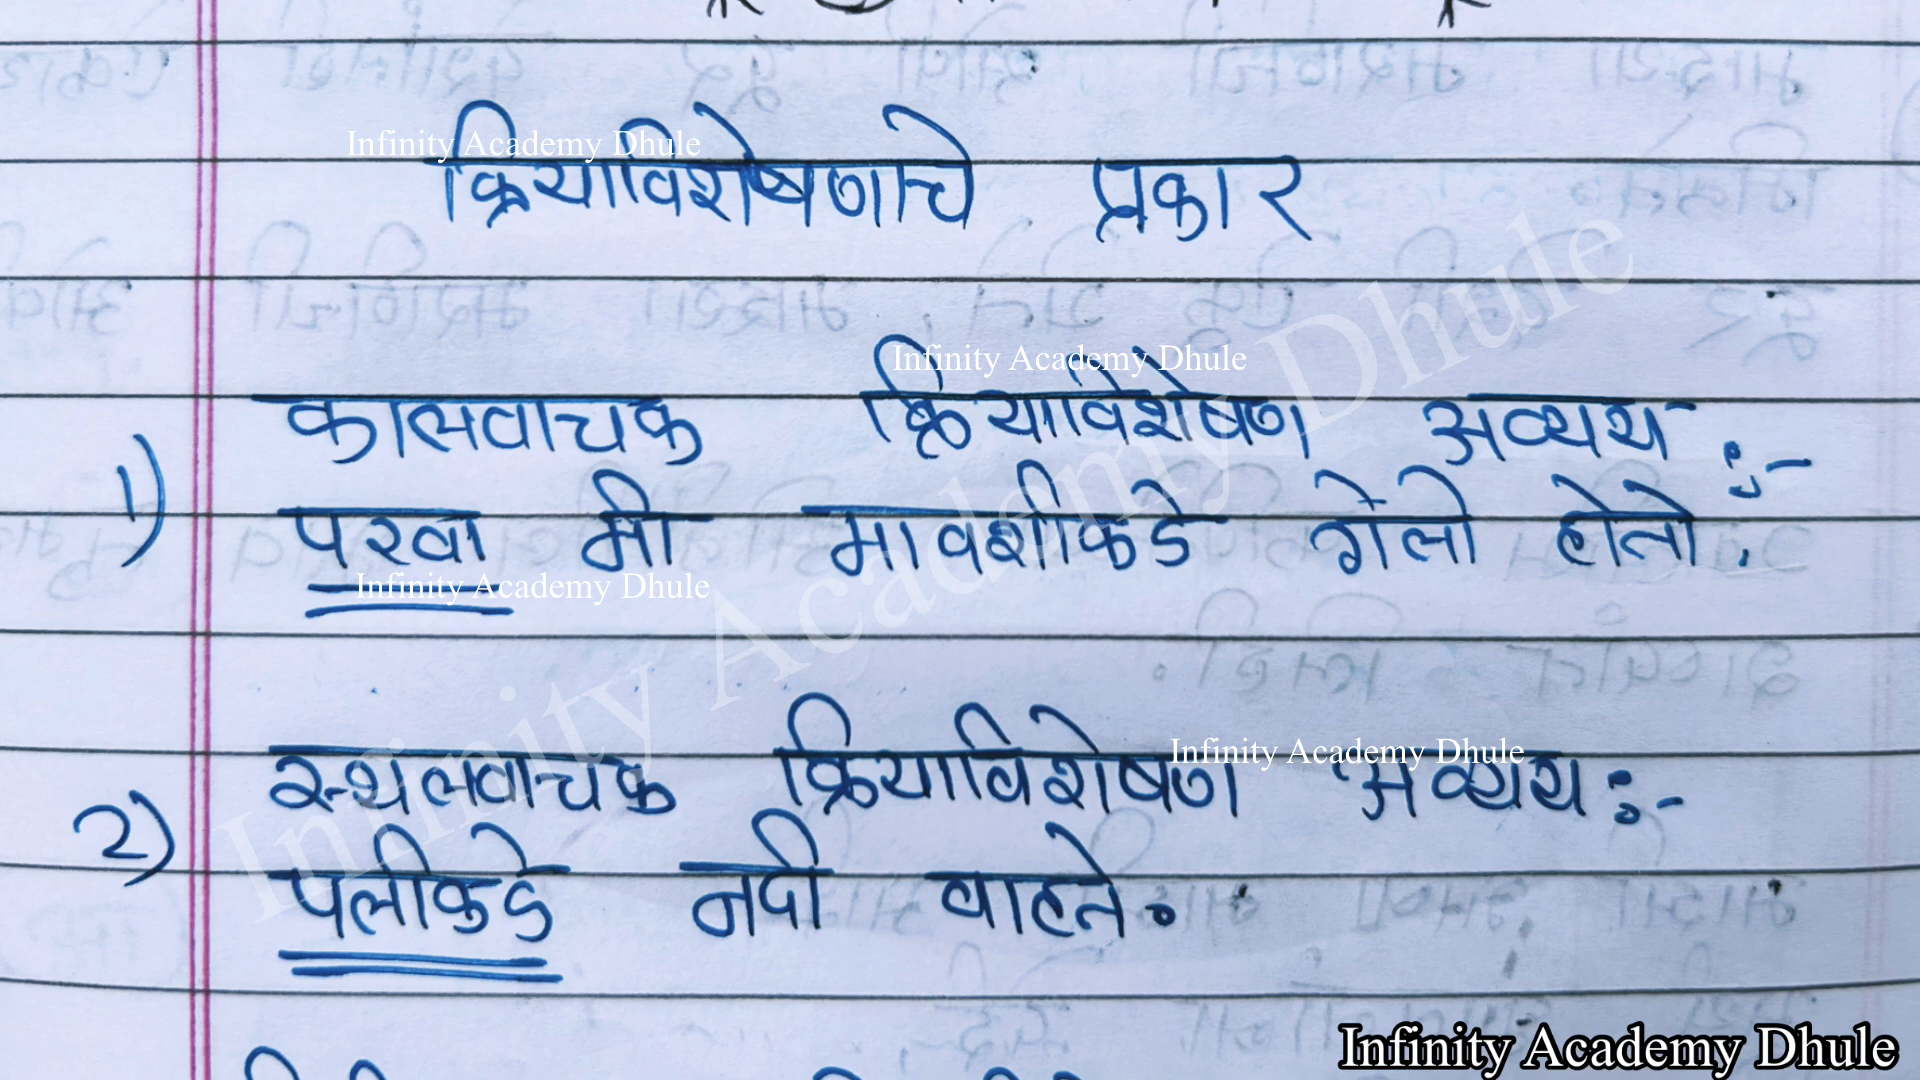 क्रियाविशेषणाचे प्रकार
Infinity Academy Dhule
कालवाचक क्रियाविशेषण अव्यय :-
Infinity Academy Dhule
1) परवा मी मावशीकडे गेलो होतो.
Infinity Academy Dhule
Infinity Academy Dhule
स्थलवाचक क्रियाविशेषण अव्यय :-
Infinity Academy Dhule
2) पलीकडे नदी वाहते.
Infinity Academy Dhule